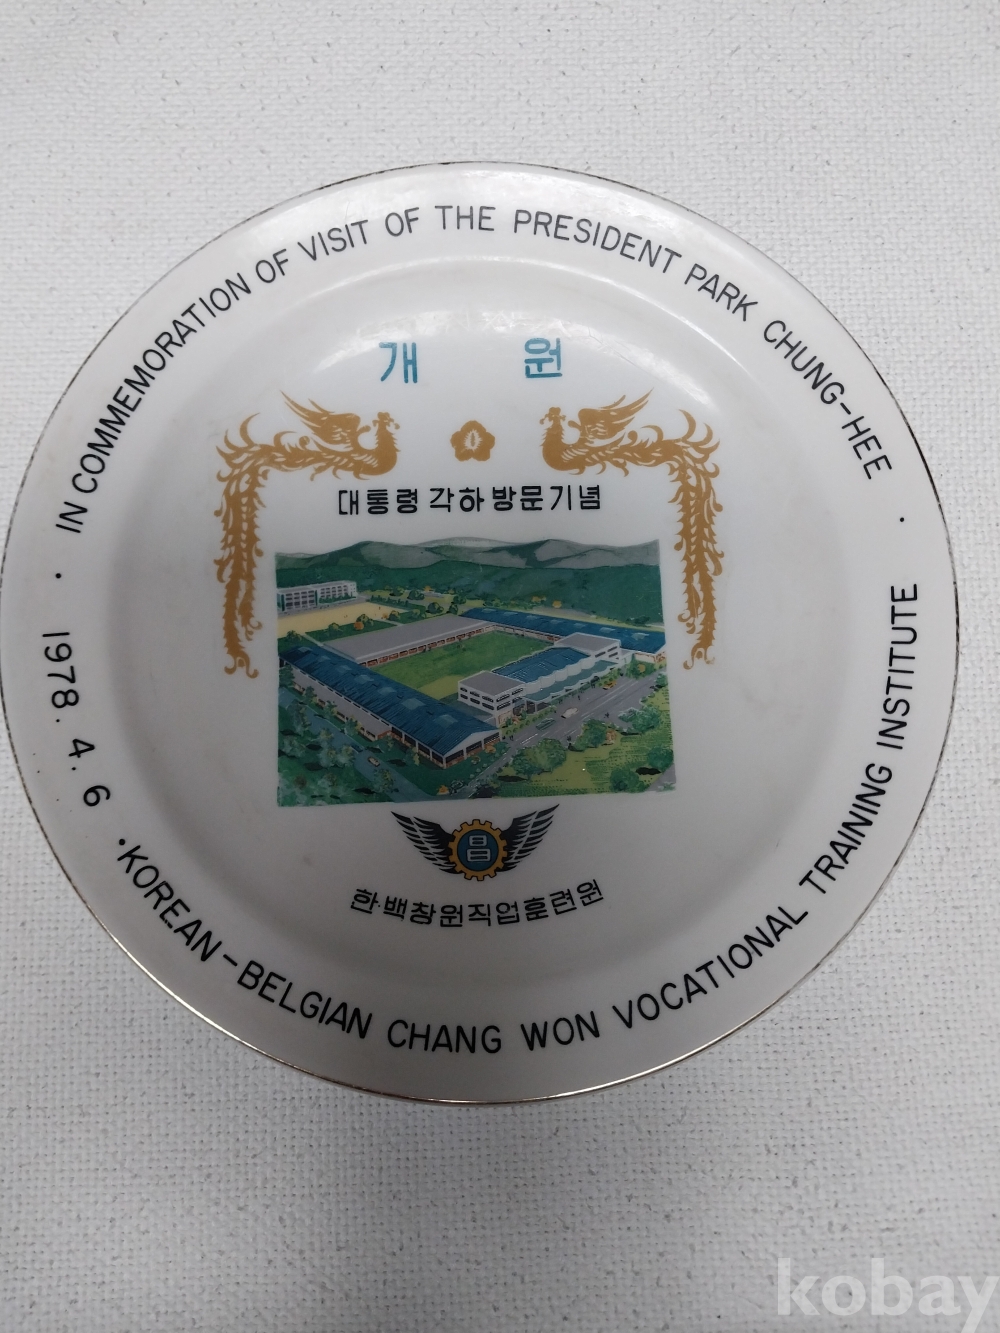 IN COMMEMORATION OF VISIT OF THE PRESIDENT PARK CHUNG-HEE
개 원
대통령 각하 방문기념
昌
한·백창원직업훈련원
· 1978. 4. 6 ·
KOREAN-BELGIAN CHANG WON VOCATIONAL TRAINING INSTITUTE ·
kobay